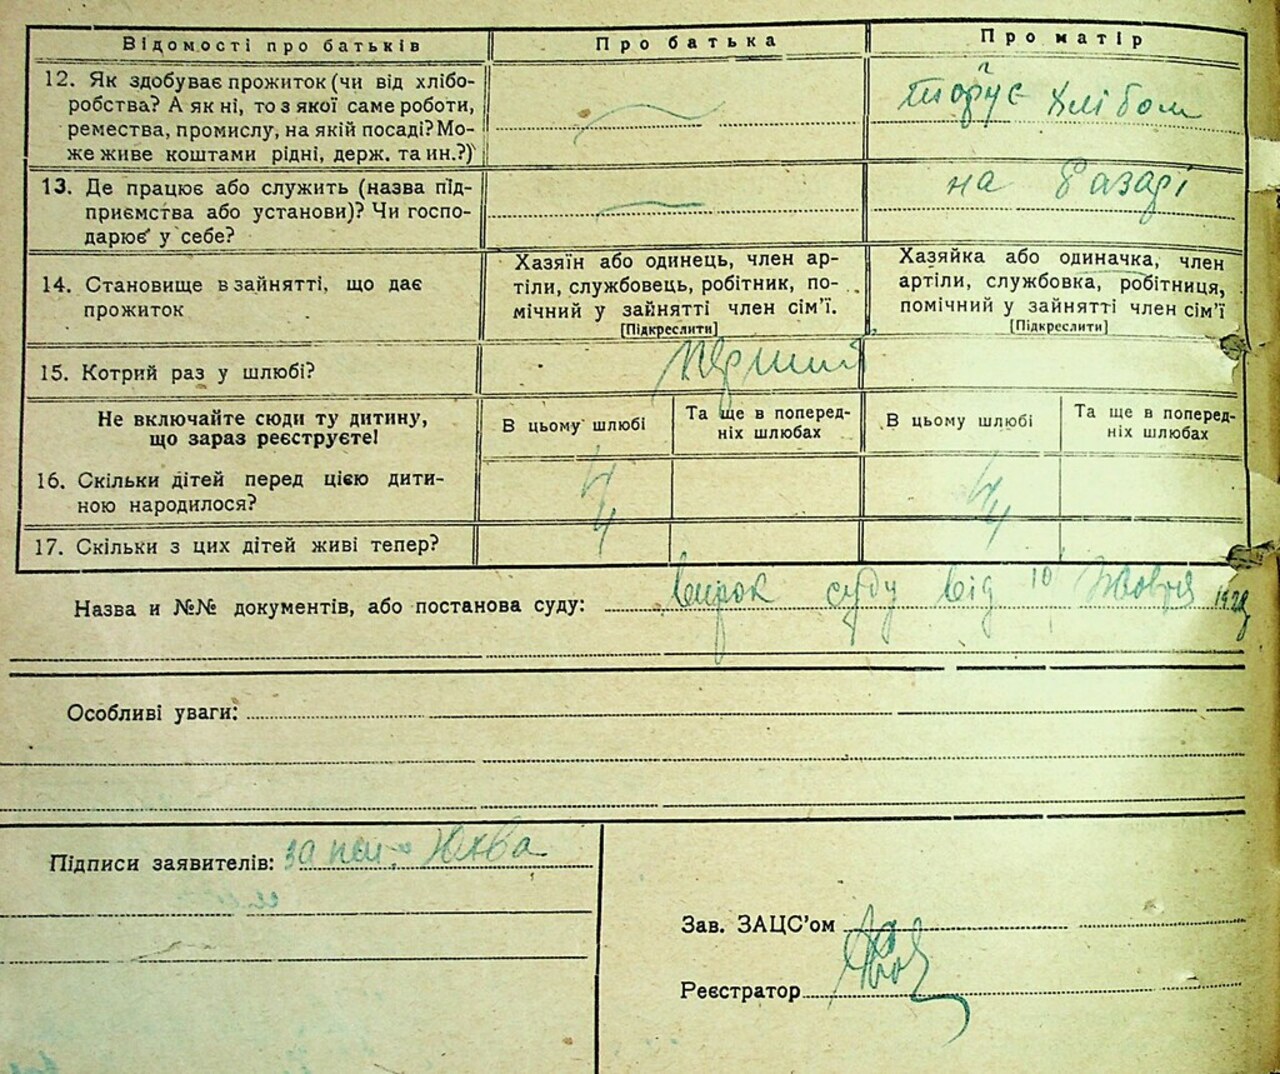 Відомості про батьків
Про батька
Про матір
12. Як здобуває прожиток (чи від хлібо-
робства? А як ні, то з якої саме роботи,
ремества, промислу, на якій посаді? Мо-
же живе коштами рідні, держ. та ин.?)
торгує хлібом
13. Де працює або служить (назва під-
приємства або установи)? Чи госпо-
дарює у себе?
на базарі
14. Становище в зайнятті, що дає
прожиток
Хазяїн або одинець, член ар-
тіли, службовець, робітник, по-
мічний у зайнятті член сім'ї.
[Підкреслити]
Хазяйка або одиначка, член
артіли, службовка, робітниця,
помічний у зайнятті член сім'ї
[Підкреслити]
15. Котрий раз у шлюбі?
перший
Не включайте сюди ту дитину,
що зараз реєструєте!
В цьому шлюбі
Та ще в поперед-
ніх шлюбах
В цьому шлюбі
Та ще в поперед-
ніх шлюбах
16. Скільки дітей перед цією дити-
ною народилося?
4
4
17. Скільки з цих дітей живі тепер?
4
4
Назва и №№ документів, або постанова суду: вирок суду від 10 Жовтня 1929
Особливі уваги:
Підписи заявителів:
Зав. ЗАЦС'ом
Реєстратор